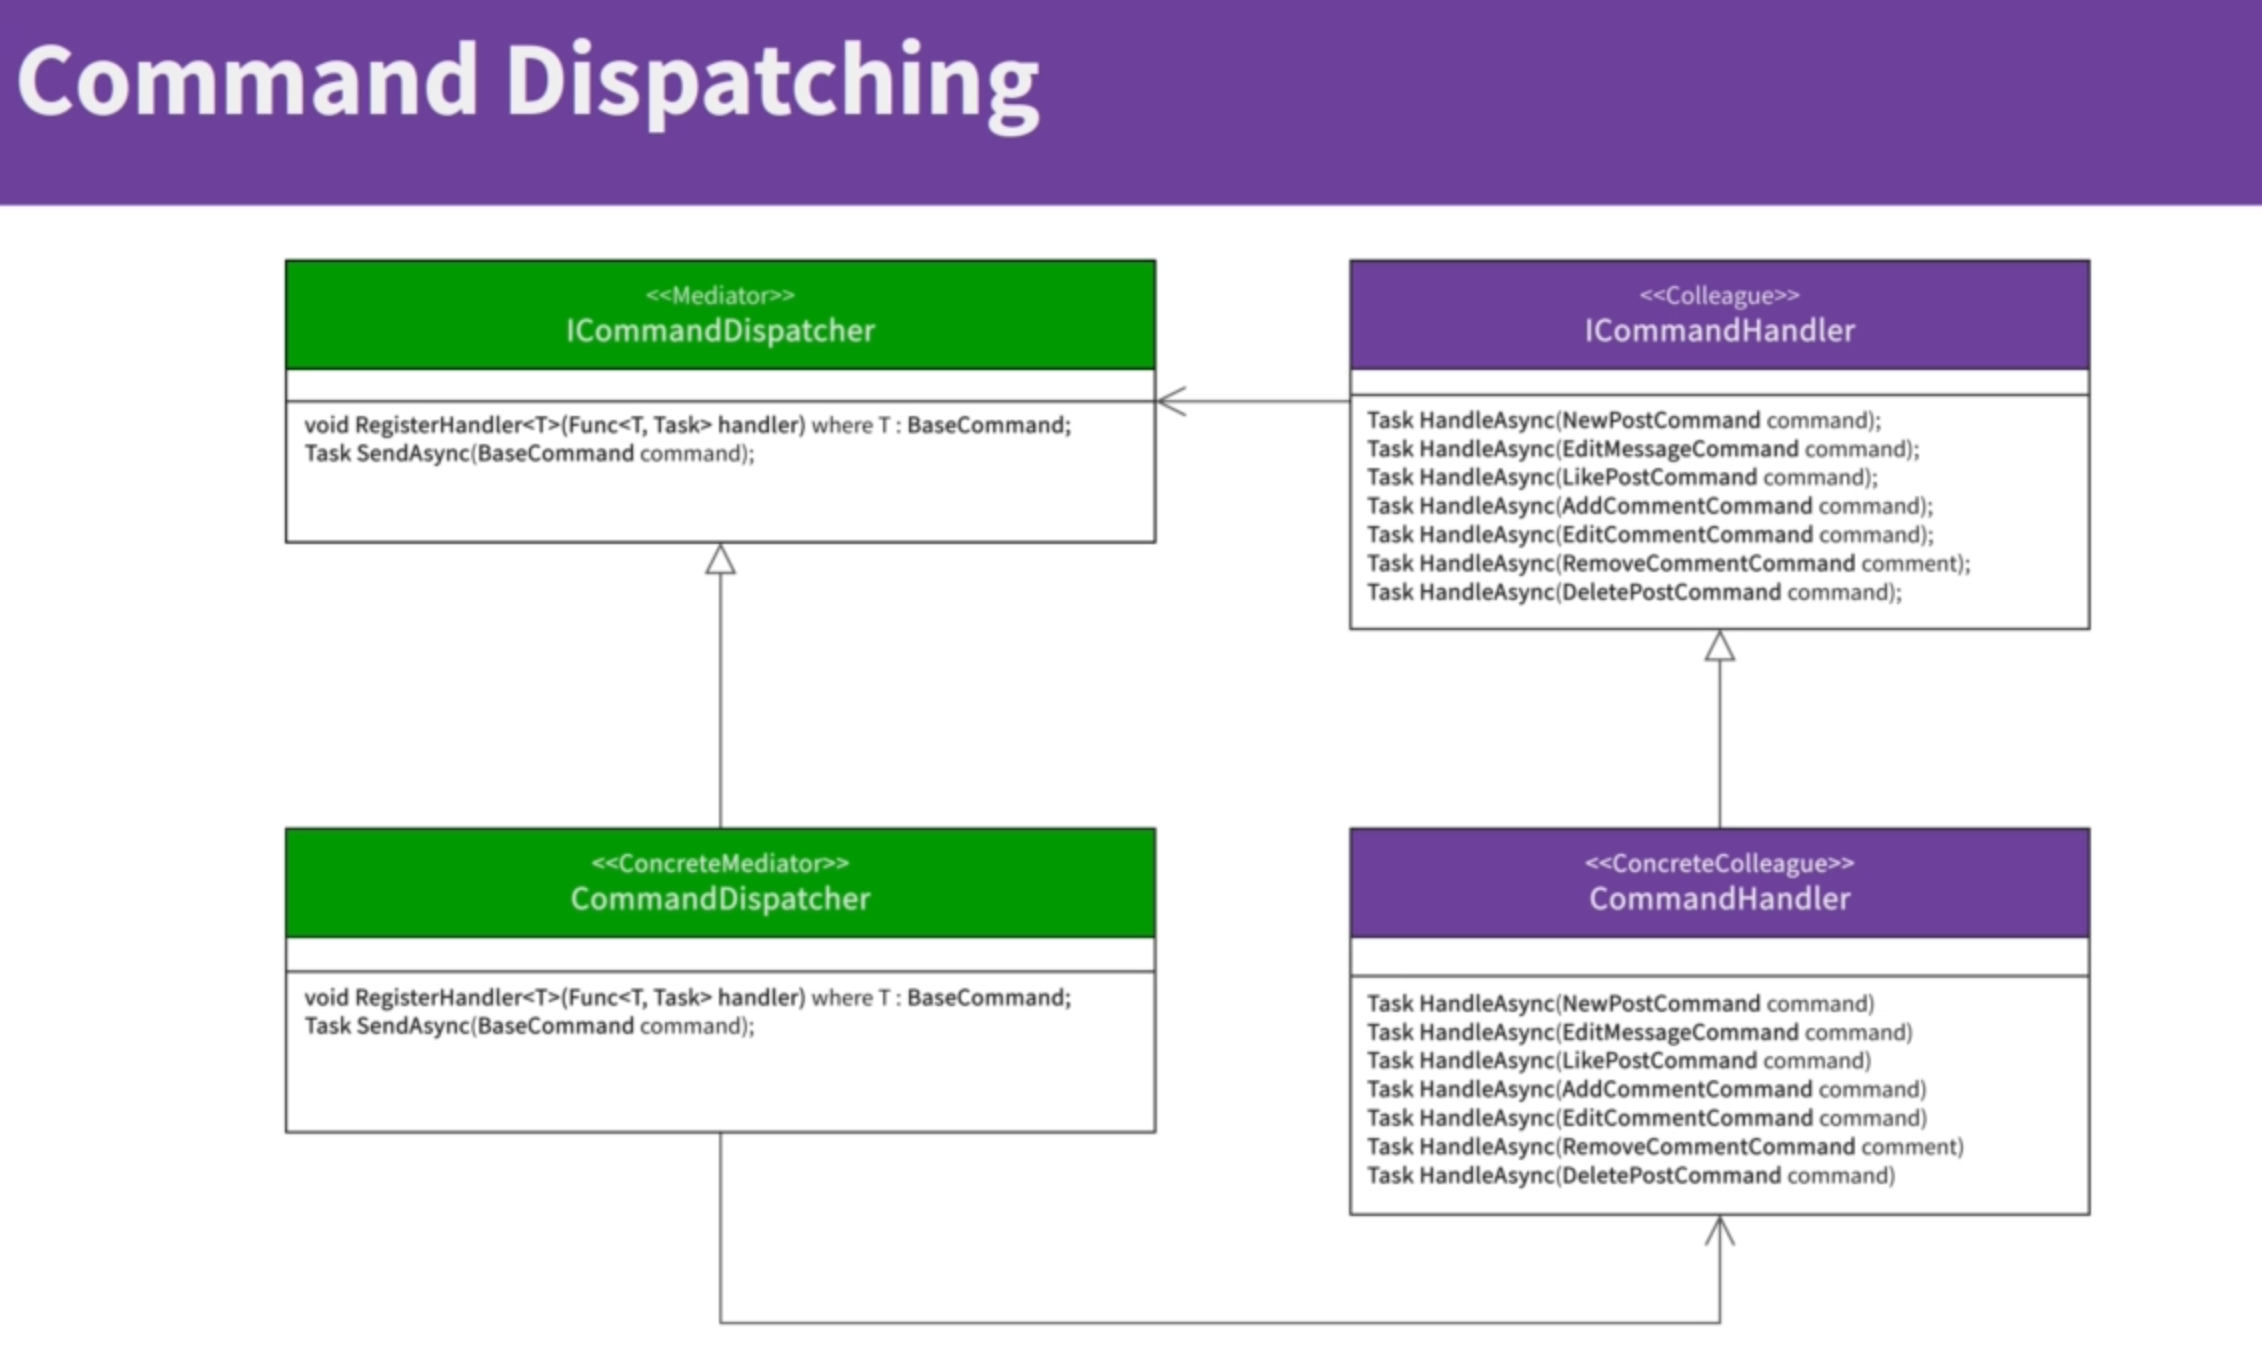 Command Dispatching
<<Mediator>>
ICommandDispatcher
void RegisterHandler<T>(Func<T, Task> handler) where T : BaseCommand;
Task SendAsync(BaseCommand command);
<<Colleague>>
ICommandHandler
Task HandleAsync(NewPostCommand command);
Task HandleAsync(EditMessageCommand command);
Task HandleAsync(LikePostCommand command);
Task HandleAsync(AddCommentCommand command);
Task HandleAsync(EditCommentCommand command);
Task HandleAsync(RemoveCommentCommand comment);
Task HandleAsync(DeletePostCommand command);
<<ConcreteMediator>>
CommandDispatcher
void RegisterHandler<T>(Func<T, Task> handler) where T : BaseCommand;
Task SendAsync(BaseCommand command);
<<ConcreteColleague>>
CommandHandler
Task HandleAsync(NewPostCommand command)
Task HandleAsync(EditMessageCommand command)
Task HandleAsync(LikePostCommand command)
Task HandleAsync(AddCommentCommand command)
Task HandleAsync(EditCommentCommand command)
Task HandleAsync(RemoveCommentCommand comment)
Task HandleAsync(DeletePostCommand command)